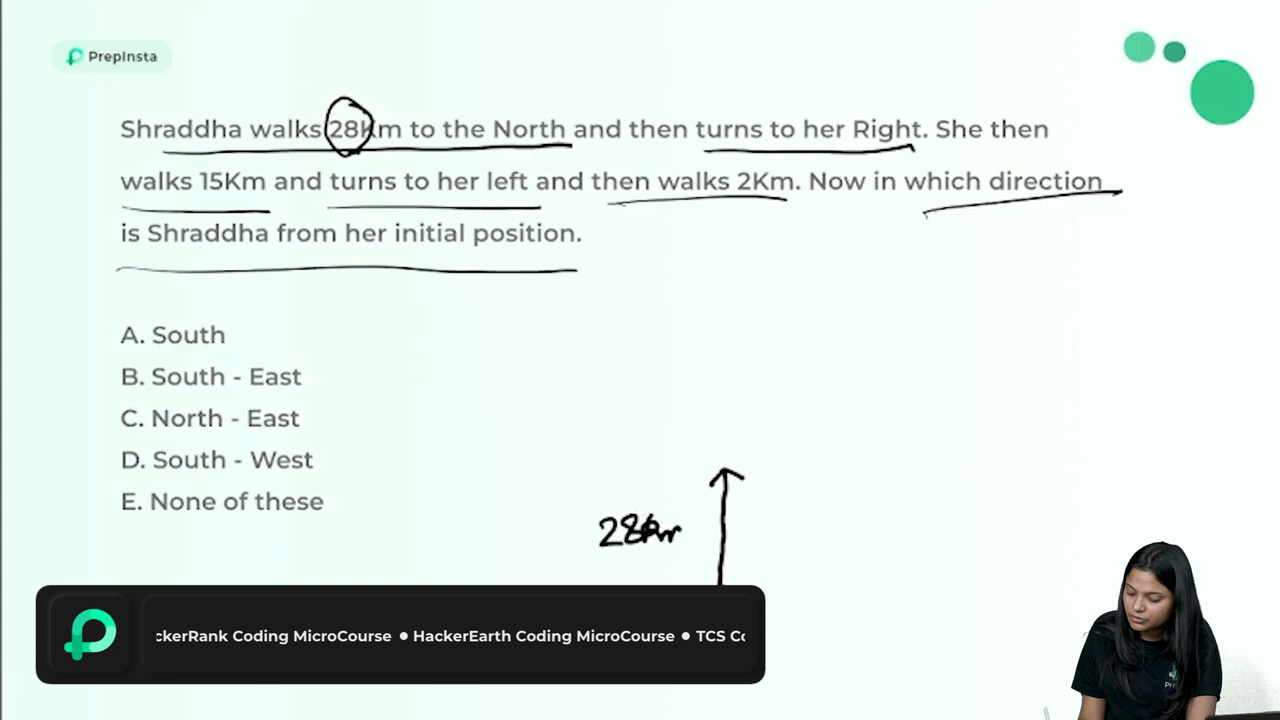 PrepInsta
Shraddha walks 28Km to the North and then turns to her Right. She then
walks 15Km and turns to her left and then walks 2Km. Now in which direction
is Shraddha from her initial position.
A. South
B. South - East
C. North - East
D. South - West
E. None of these
28Km
ckerRank Coding MicroCourse ● HackerEarth Coding MicroCourse ● TCS Co